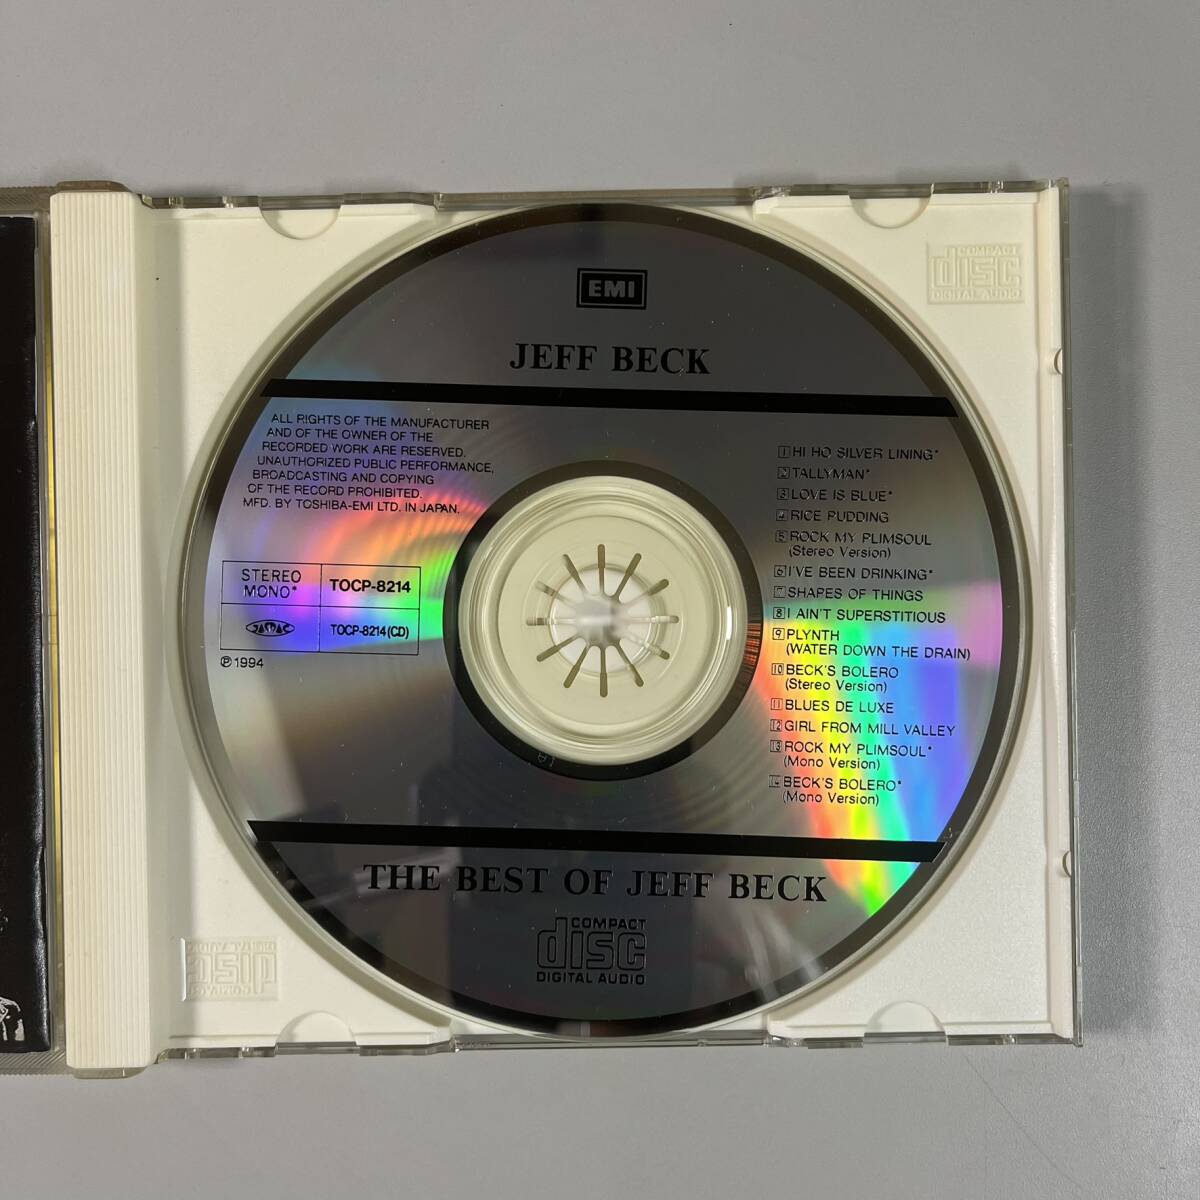 EMI
JEFF BECK
ALL RIGHTS OF THE MANUFACTURER
AND OF THE OWNER OF THE
RECORDED WORK ARE RESERVED.
UNAUTHORIZED PUBLIC PERFORMANCE,
BROADCASTING AND COPYING
OF THE RECORD PROHIBITED.
MFD. BY TOSHIBA-EMI LTD. IN JAPAN.
STEREO
MONO*
TOCP-8214
JASRAC
TOCP-8214(CD)
℗1994
1 HI HO SILVER LINING*
2 TALLYMAN*
3 LOVE IS BLUE*
4 RICE PUDDING
5 ROCK MY PLIMSOUL
(Stereo Version)
6 I'VE BEEN DRINKING*
7 SHAPES OF THINGS
8 I AIN'T SUPERSTITIOUS
9 PLYNTH
(WATER DOWN THE DRAIN)
10 BECK'S BOLERO
(Stereo Version)
11 BLUES DE LUXE
12 GIRL FROM MILL VALLEY
13 ROCK MY PLIMSOUL*
(Mono Version)
14 BECK'S BOLERO*
(Mono Version)
THE BEST OF JEFF BECK
COMPACT
disc
DIGITAL AUDIO
COMPACT
disc
DIGITAL AUDIO
COMPACT
disc
DIGITAL AUDIO